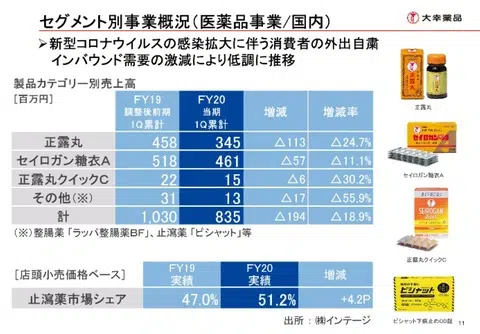 セグメント別事業概況(医薬品事業/国内)
大幸薬品
➢新型コロナウイルスの感染拡大に伴う消費者の外出自粛
インバウンド需要の激減により低調に推移
製品カテゴリー別売上高
[百万円]
FY19 調整後前期 1Q累計 FY20 当期 1Q累計 増減 増減率
正露丸 458 345 △113 △24.7%
セイロガン糖衣A 518 461 △57 △11.1%
正露丸クイックC 22 15 △6 △30.2%
その他(※) 31 13 △17 △55.9%
計 1,030 835 △194 △18.9%
(※)整腸薬「ラッパ整腸薬BF」、止瀉薬「ピシャット」等
[店頭小売価格ベース] FY19 実績 FY20 実績 増減
止瀉薬市場シェア 47.0% 51.2% +4.2P
出所:㈱インテージ
正露丸
セイロガン糖衣A
SEIROGAN
正露丸クイックC
ピシャット
ピシャット下痢止めOD錠
11